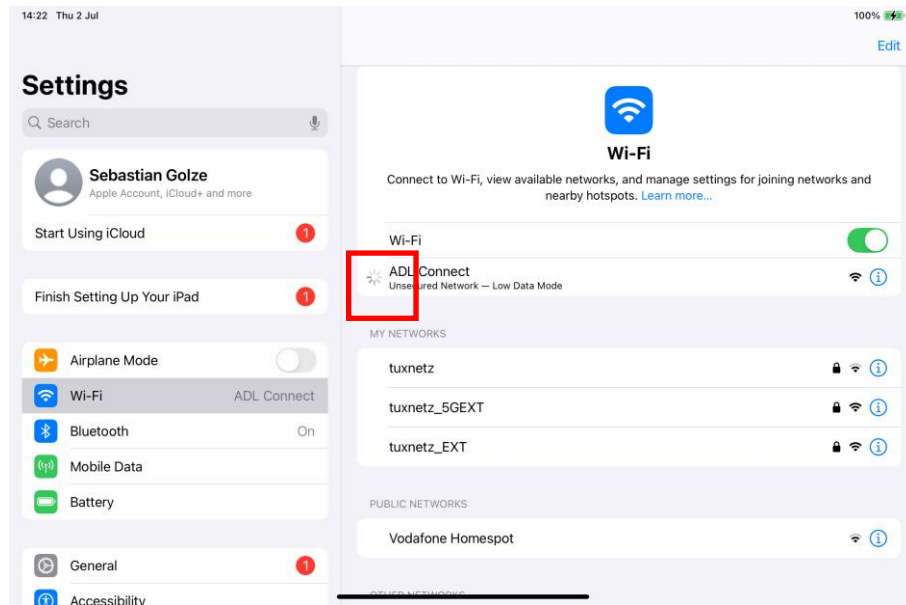 14:22 Thu 2 Jul
100%
Edit
Settings
Search
Sebastian Golze
Apple Account, iCloud+ and more
Start Using iCloud
1
Finish Setting Up Your iPad
1
Airplane Mode
Wi-Fi
ADL Connect
Bluetooth
On
Mobile Data
Battery
General
1
Accessibility
Wi-Fi
Connect to Wi-Fi, view available networks, and manage settings for joining networks and
nearby hotspots. Learn more...
Wi-Fi
ADL Connect
Unsecured Network — Low Data Mode
MY NETWORKS
tuxnetz
tuxnetz_5GEXT
tuxnetz_EXT
PUBLIC NETWORKS
Vodafone Homespot
OTHER NETWORKS